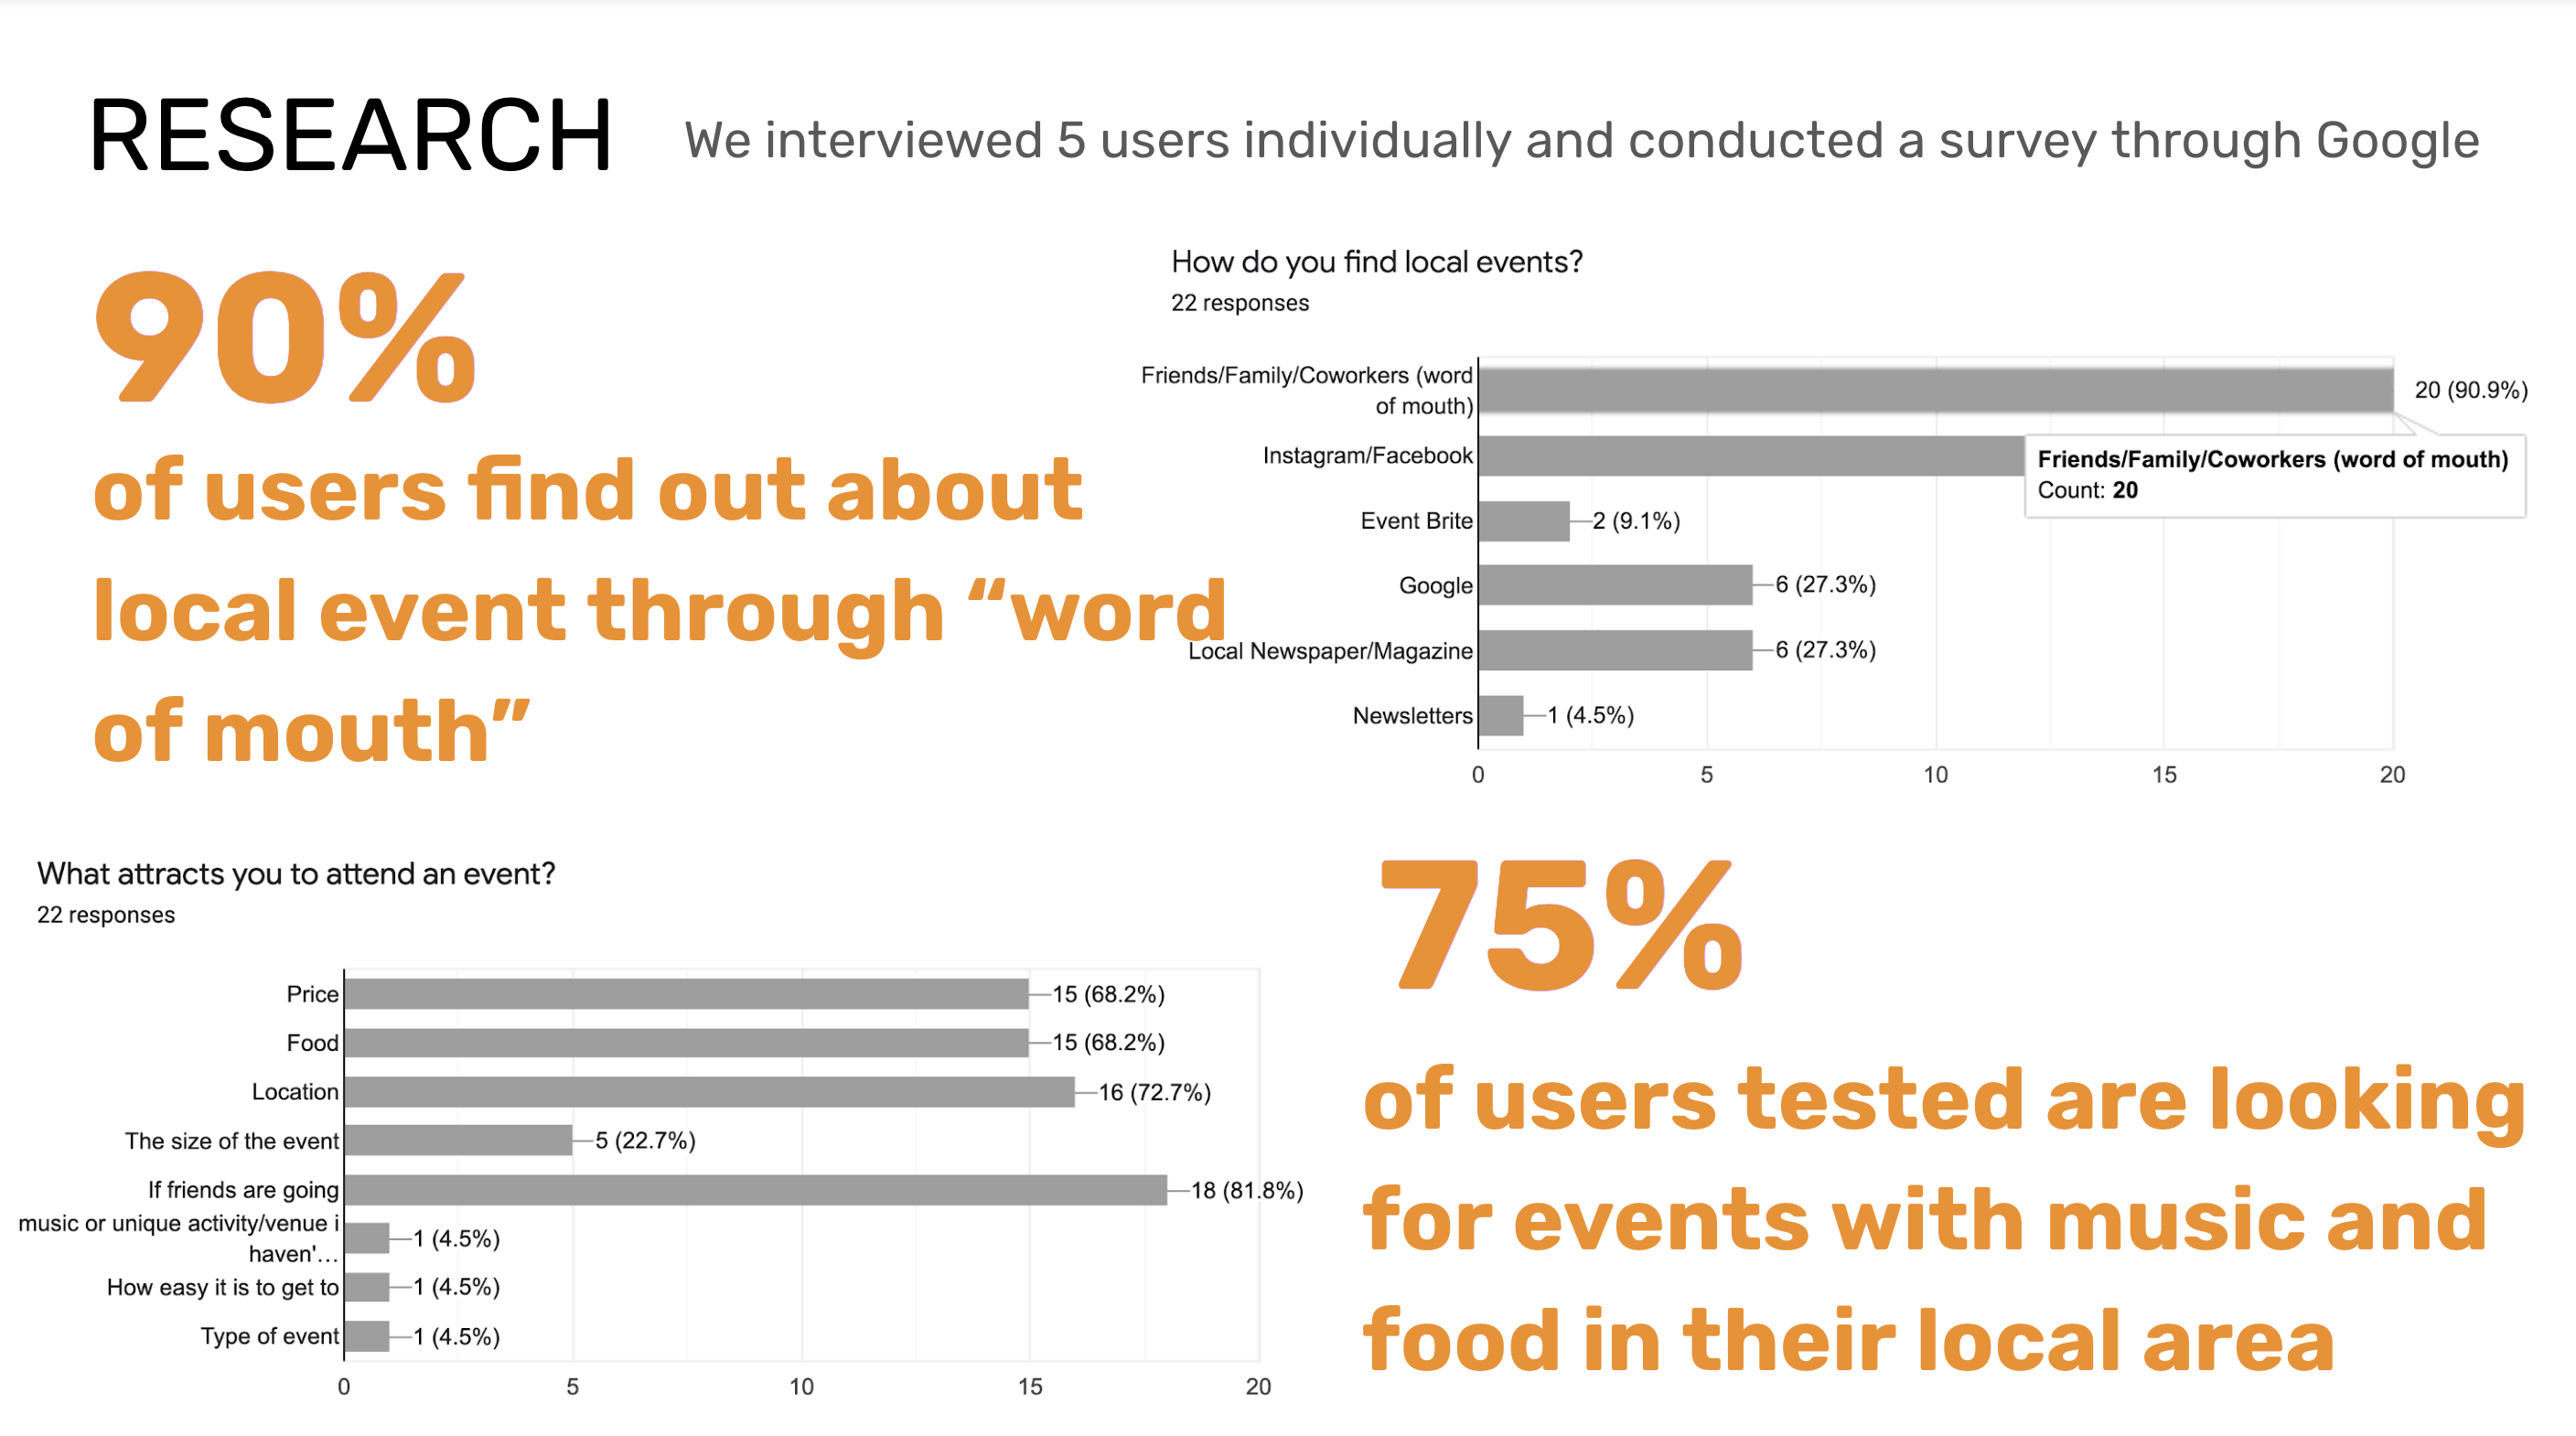 RESEARCH
We interviewed 5 users individually and conducted a survey through Google
90%
of users find out about
local event through “word
of mouth”
How do you find local events?
22 responses
Friends/Family/Coworkers (word
of mouth)
20 (90.9%)
Instagram/Facebook
Friends/Family/Coworkers (word of mouth)
Count: 20
Event Brite
2 (9.1%)
Google
6 (27.3%)
Local Newspaper/Magazine
6 (27.3%)
Newsletters
1 (4.5%)
0 5 10 15 20
What attracts you to attend an event?
22 responses
Price
15 (68.2%)
Food
15 (68.2%)
Location
16 (72.7%)
The size of the event
5 (22.7%)
If friends are going
18 (81.8%)
music or unique activity/venue i
haven'...
1 (4.5%)
How easy it is to get to
1 (4.5%)
Type of event
1 (4.5%)
0 5 10 15 20
75%
of users tested are looking
for events with music and
food in their local area